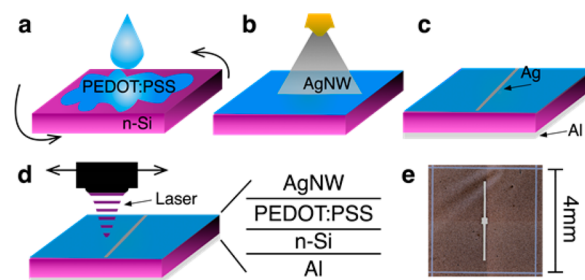 a
PEDOT:PSS
n-Si
b
AgNW
c
Ag
Al
d
Laser
AgNW
PEDOT:PSS
n-Si
Al
e
4mm